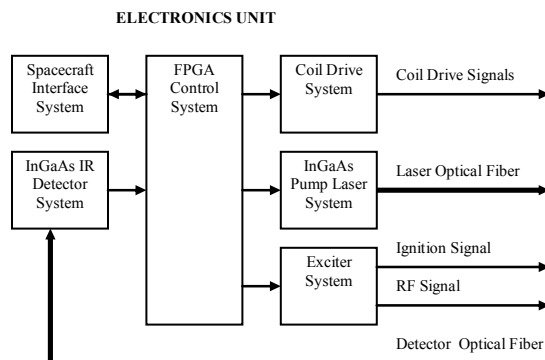 ELECTRONICS UNIT
Spacecraft
Interface
System
FPGA
Control
System
Coil Drive
System
Coil Drive Signals
InGaAs IR
Detector
System
InGaAs
Pump Laser
System
Laser Optical Fiber
Exciter
System
Ignition Signal
RF Signal
Detector Optical Fiber